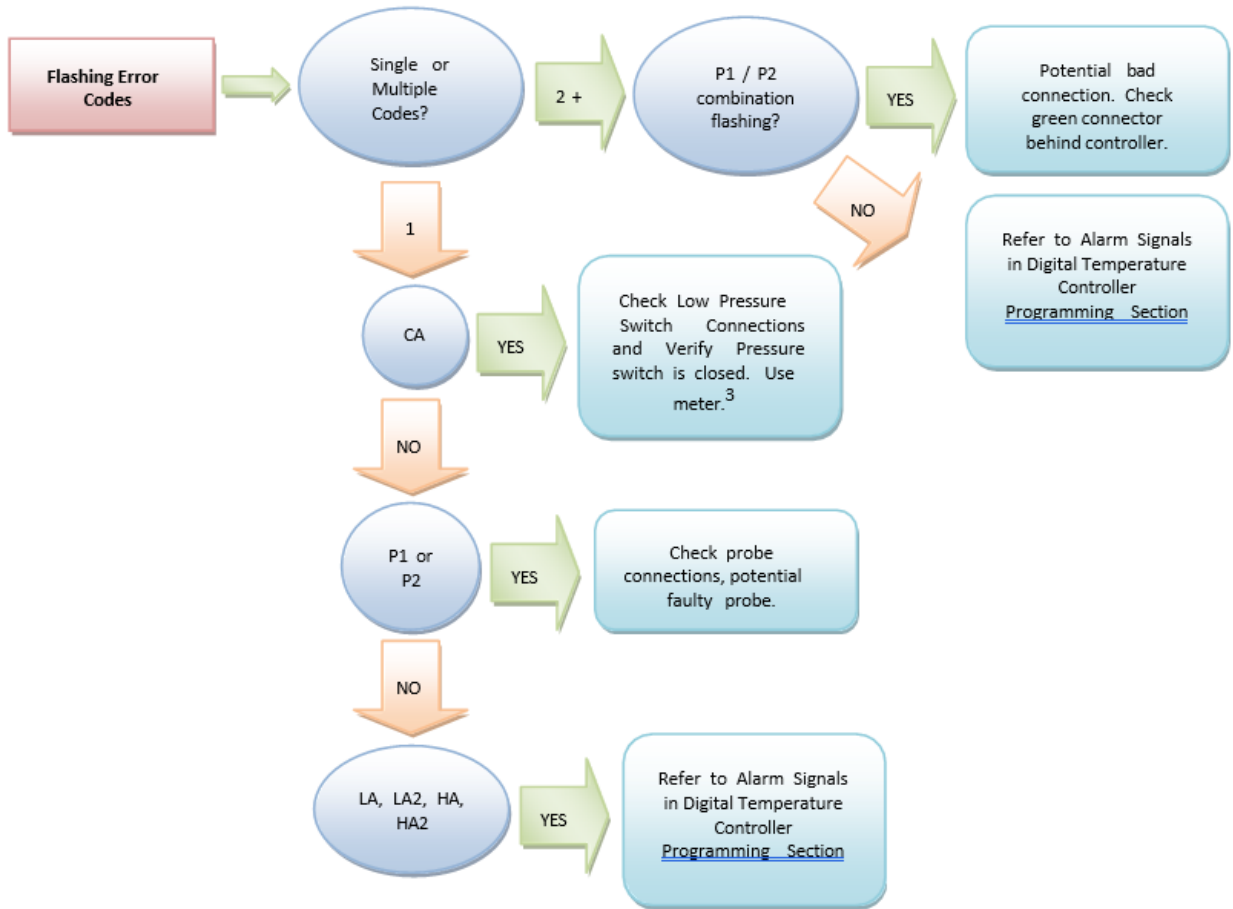 Flashing Error
Codes
Single or
Multiple
Codes?
2 +
P1 / P2
combination
flashing?
YES
Potential bad
connection. Check
green connector
behind controller.
NO
Refer to Alarm Signals
in Digital Temperature
Controller
Programming Section
1
CA
YES
Check Low Pressure
Switch Connections
and Verify Pressure
switch is closed. Use
meter.3
NO
P1 or
P2
YES
Check probe
connections, potential
faulty probe.
NO
LA, LA2, HA,
HA2
YES
Refer to Alarm Signals
in Digital Temperature
Controller
Programming Section